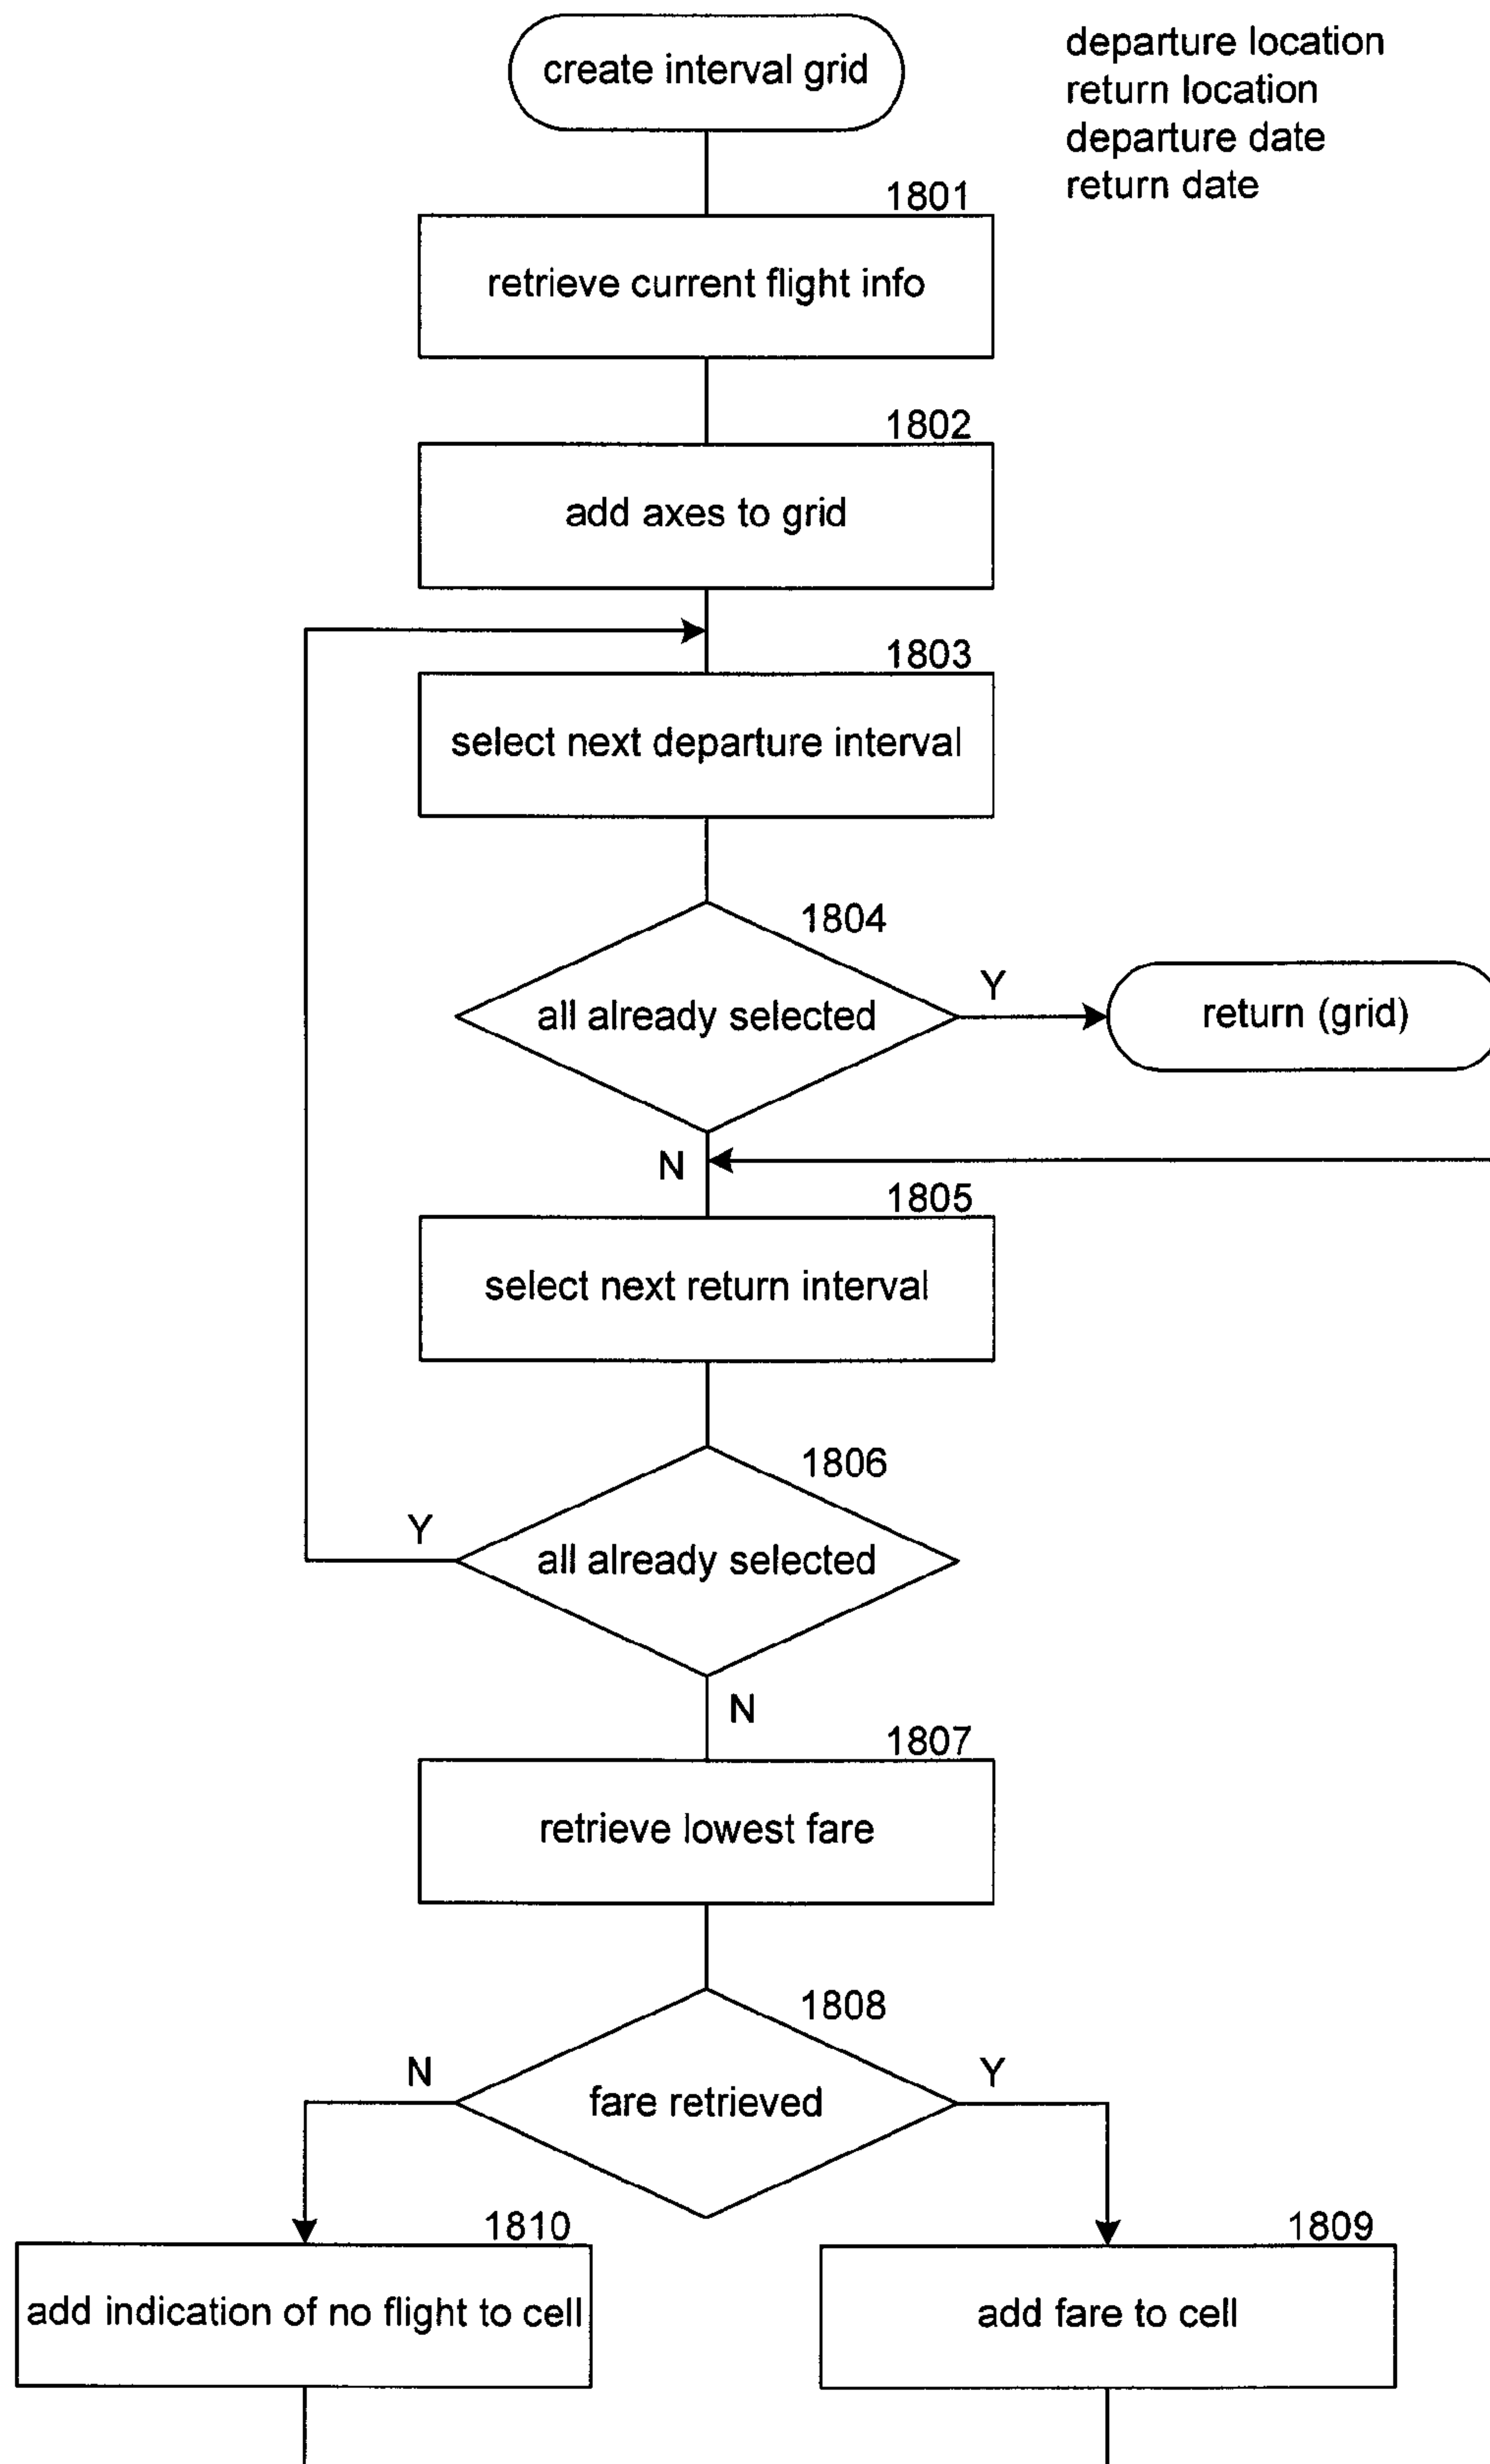 create interval grid
departure location
return location
departure date
return date
1801
retrieve current flight info
1802
add axes to grid
1803
select next departure interval
1804
all already selected
Y
return (grid)
N
1805
select next return interval
1806
Y
all already selected
N
1807
retrieve lowest fare
1808
N
fare retrieved
Y
1810
add indication of no flight to cell
1809
add fare to cell